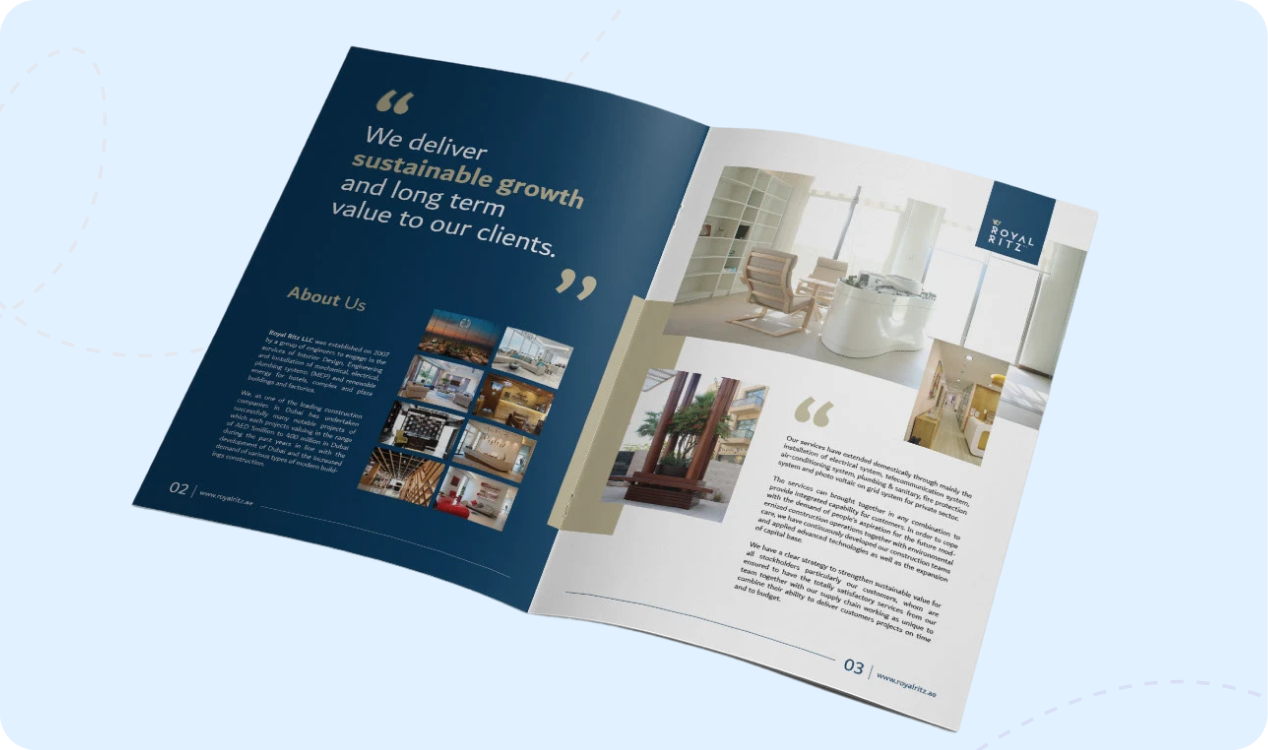 “
We deliver
sustainable growth
and long term
value to our clients.
”
About Us
Royal Ritz LLC was established on 2007
by a group of engineers to engage in the
services of Interior Design, Engineering
and Installation of mechanical, electrical,
plumbing systems (MEP) and renewable
energy for hotels, complex and place
buildings and factories.
We, as one of the leading construction
companies in Dubai has undertaken
successfully many notable projects of
which each projects valuing in the range
of AED 5million to 600 million in Dubai
during the past years in line with the
development of Dubai and the increased
demand of various types of modern build-
ings construction.
02 | www.royalritz.ae
ROYAL
RITZ
“
Our services have extended domestically through mainly the
installation of electrical system, telecommunication system,
air-conditioning system, plumbing & sanitary, fire protection
system and photo voltaic on grid system for private sector.
The services can brought together in any combination to
provide integrated capability for customers. In order to cope
with the demand of people's aspiration for the future mod-
ernized construction operations together with environmental
care, we have continuously developed our construction teams
and applied advanced technologies as well as the expansion
of capital base.
We have a clear strategy to strengthen sustainable value for
all stockholders particularly our customers, whom are
ensured to have the totally satisfactory services from our
team together with our supply chain working as unique to
combine their ability to deliver customers projects on time
and to budget.
03 | www.royalritz.ae